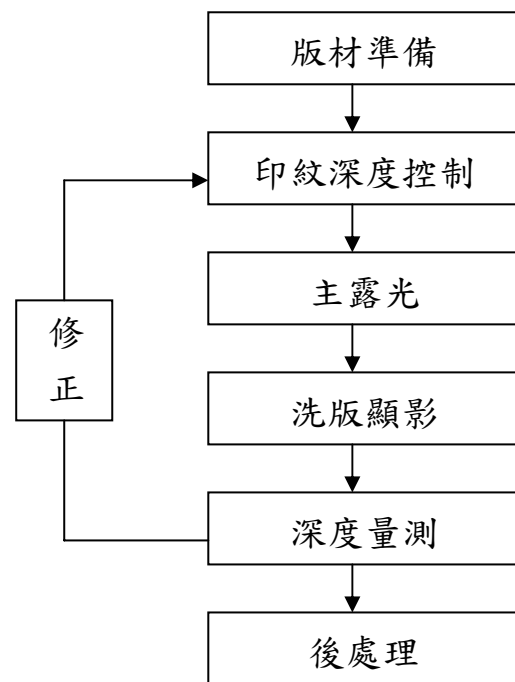 版材準備
印紋深度控制
主露光
修
正
洗版顯影
深度量測
後處理